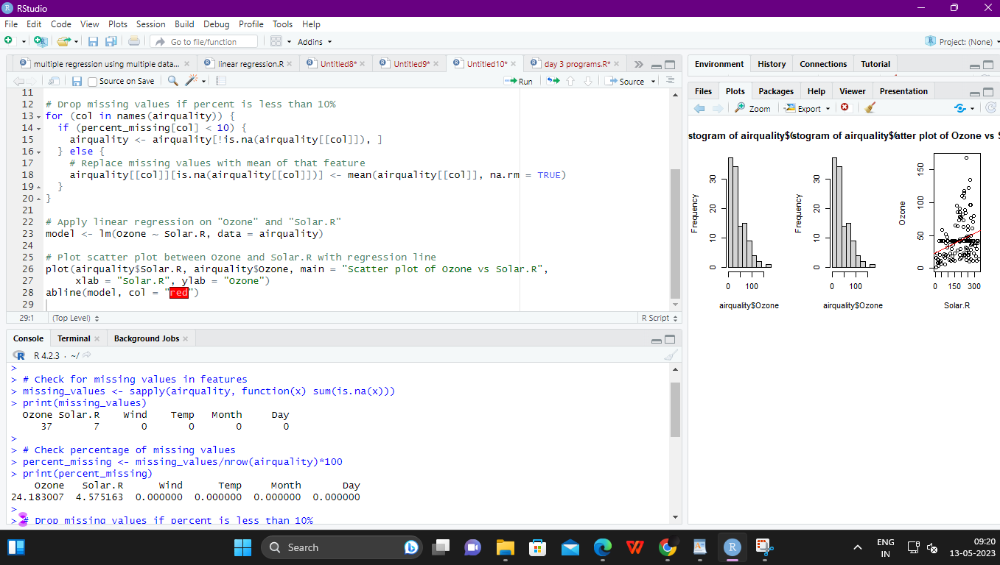 RStudio
File Edit Code View Plots Session Build Debug Profile Tools Help
Go to file/function Addins Project: (None)
multiple regression using multiple data... linear regression.R Untitled8* Untitled9* Untitled10* day 3 programs.R*
Source on Save Run Source
11
12 # Drop missing values if percent is less than 10%
13 for (col in names(airquality)) {
14 if (percent_missing[col] < 10) {
15 airquality <- airquality[!is.na(airquality[[col]]), ]
16 } else {
17 # Replace missing values with mean of that feature
18 airquality[[col]][is.na(airquality[[col]])] <- mean(airquality[[col]], na.rm = TRUE)
19 }
20 }
21
22 # Apply linear regression on "Ozone" and "Solar.R"
23 model <- lm(Ozone ~ Solar.R, data = airquality)
24
25 # Plot scatter plot between Ozone and Solar.R with regression line
26 plot(airquality$Solar.R, airquality$Ozone, main = "Scatter plot of Ozone vs Solar.R",
27 xlab = "Solar.R", ylab = "Ozone")
28 abline(model, col = "red")
29
29:1 (Top Level) R Script
Console Terminal Background Jobs
R 4.2.3 · ~/
>
> # Check for missing values in features
> missing_values <- sapply(airquality, function(x) sum(is.na(x)))
> print(missing_values)
Ozone Solar.R Wind Temp Month Day
37 7 0 0 0 0
>
> # Check percentage of missing values
> percent_missing <- missing_values/nrow(airquality)*100
> print(percent_missing)
Ozone Solar.R Wind Temp Month Day
24.183007 4.575163 0.000000 0.000000 0.000000 0.000000
>
> # Drop missing values if percent is less than 10%
Environment History Connections Tutorial
Files Plots Packages Help Viewer Presentation
Zoom Export
stogram of airquality$
stogram of airquality$
atter plot of Ozone vs
Frequency
0 10 20 30
0 100
airquality$Ozone
Frequency
0 10 20 30
0 100
airquality$Ozone
Ozone
0 50 100 150
0 150 300
Solar.R
Search
ENG
IN
09:20
13-05-2023